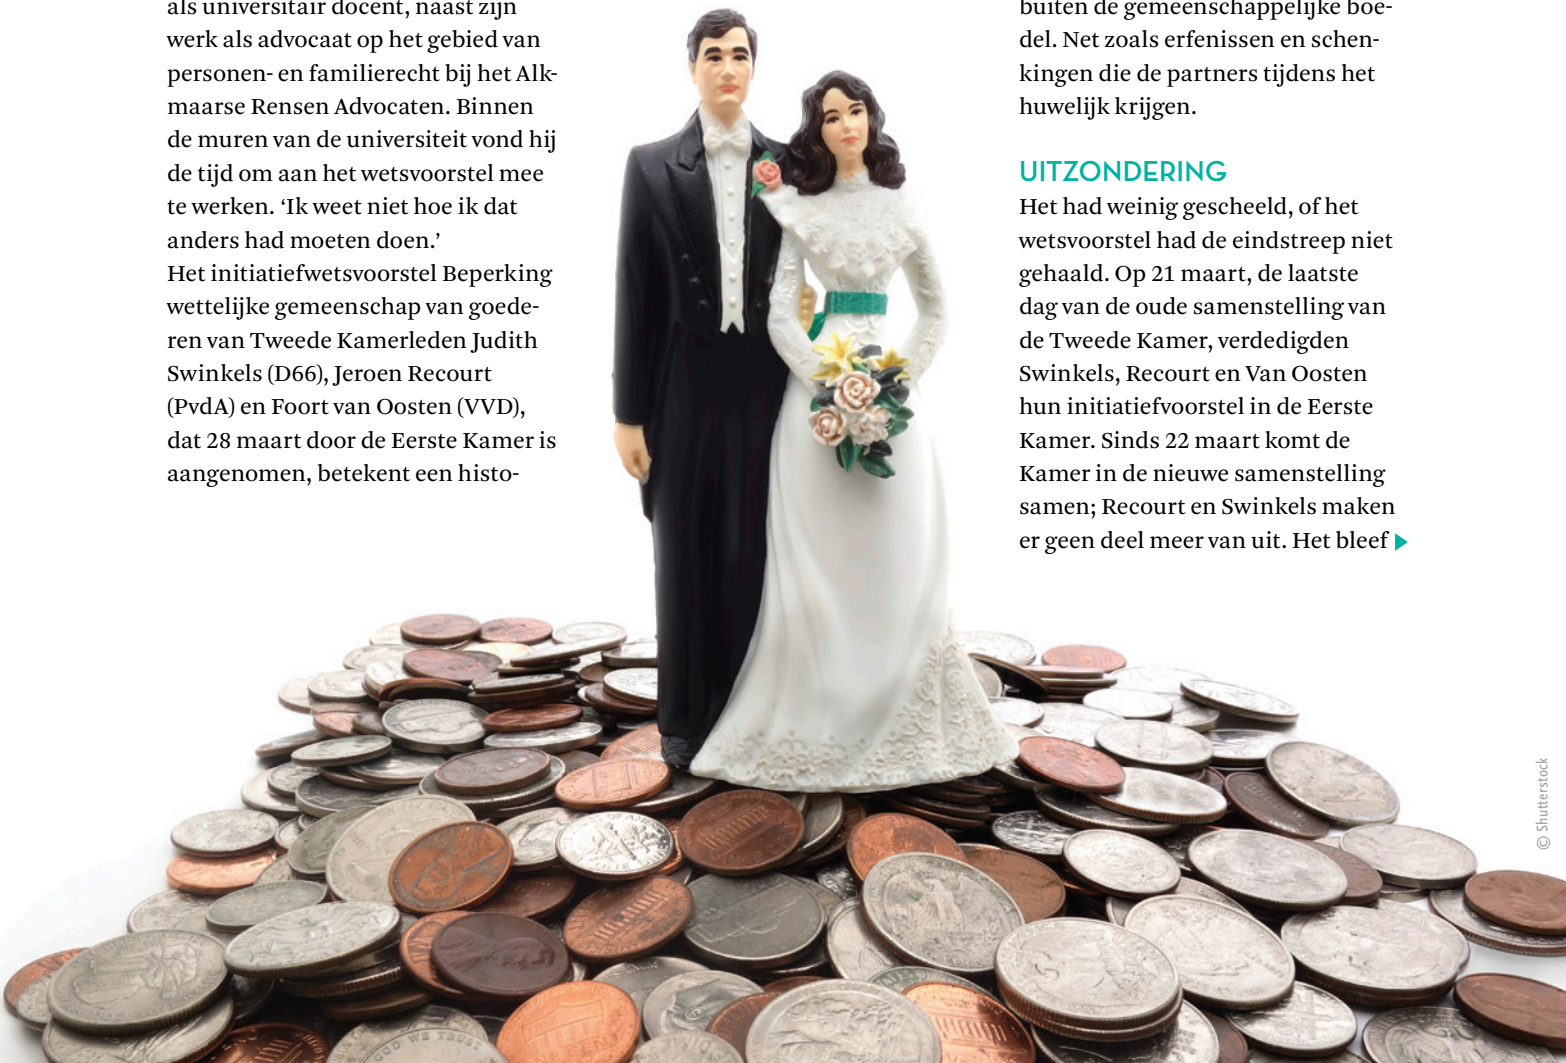 als universitair docent, naast zijn
werk als advocaat op het gebied van
personen- en familierecht bij het Alk-
maarse Rensen Advocaten. Binnen
de muren van de universiteit vond hij
de tijd om aan het wetsvoorstel mee
te werken. ‘Ik weet niet hoe ik dat
anders had moeten doen.’
Het initiatiefwetsvoorstel Beperking
wettelijke gemeenschap van goede-
ren van Tweede Kamerleden Judith
Swinkels (D66), Jeroen Recourt
(PvdA) en Foort van Oosten (VVD),
dat 28 maart door de Eerste Kamer is
aangenomen, betekent een histo-
buiten de gemeenschappelijke boe-
del. Net zoals erfenissen en schen-
kingen die de partners tijdens het
huwelijk krijgen.
UITZONDERING
Het had weinig gescheeld, of het
wetsvoorstel had de eindstreep niet
gehaald. Op 21 maart, de laatste
dag van de oude samenstelling van
de Tweede Kamer, verdedigden
Swinkels, Recourt en Van Oosten
hun initiatiefvoorstel in de Eerste
Kamer. Sinds 22 maart komt de
Kamer in de nieuwe samenstelling
samen; Recourt en Swinkels maken
er geen deel meer van uit. Het bleef
© Shutterstock
GOD WE TRUST